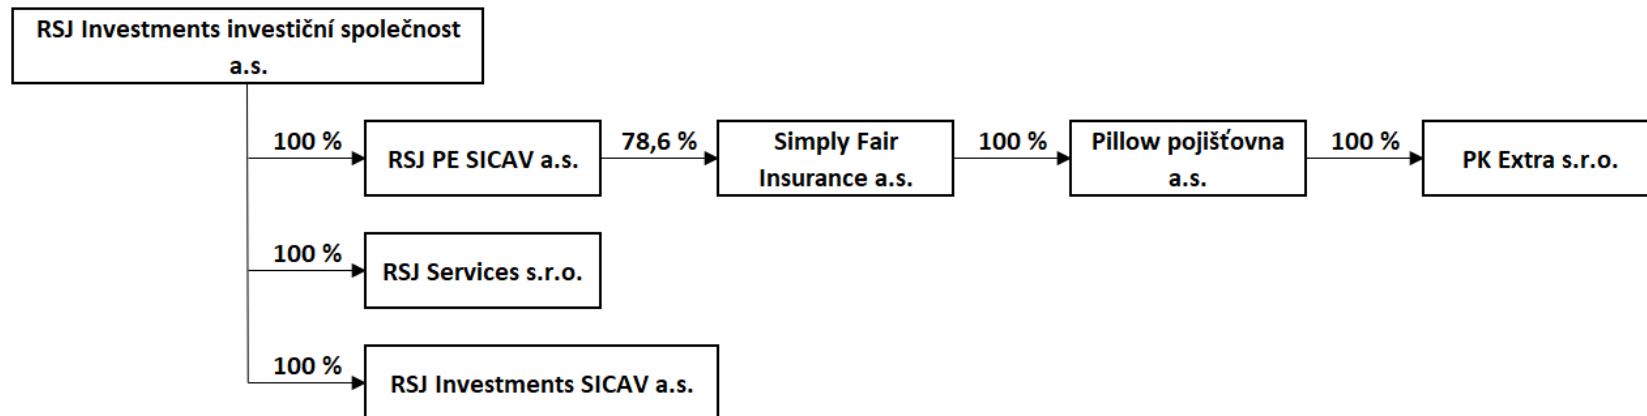 RSJ Investments investiční společnost
a.s.
100 %
RSJ PE SICAV a.s.
78,6 %
Simply Fair
Insurance a.s.
100 %
Pillow pojišťovna
a.s.
100 %
PK Extra s.r.o.
100 %
RSJ Services s.r.o.
100 %
RSJ Investments SICAV a.s.